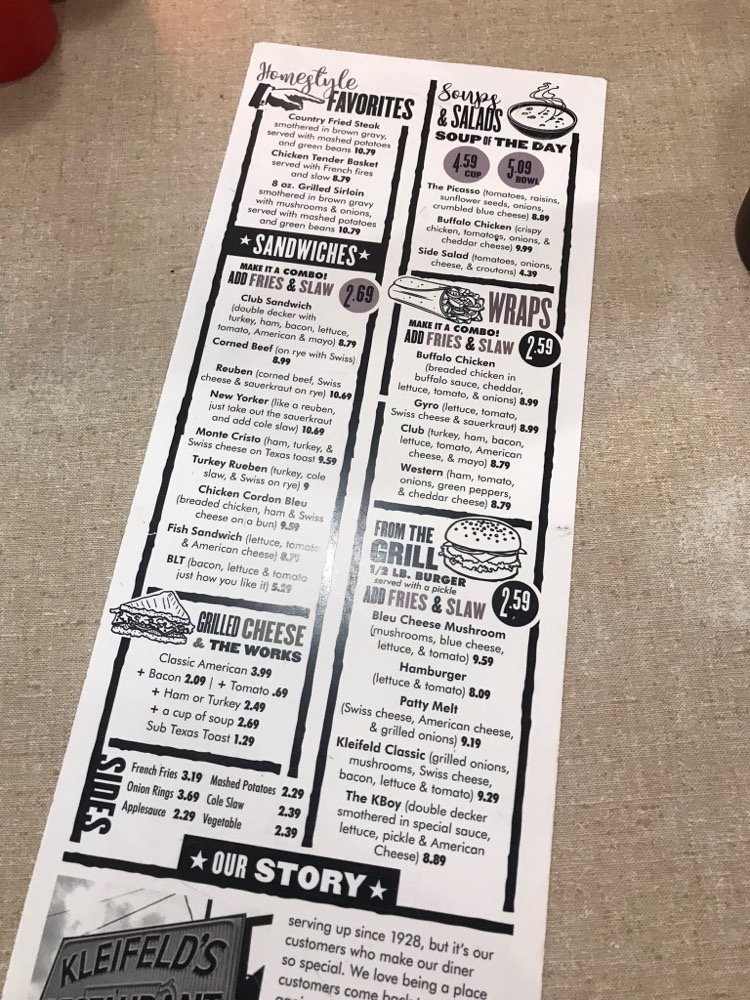 Homestyle
FAVORITES
Country Fried Steak
smothered in brown gravy,
served with mashed potatoes
and green beans 10.79
Chicken Tender Basket
served with French fires
and slaw 8.79
8 oz. Grilled Sirloin
smothered in brown gravy
with mushrooms & onions,
served with mashed potatoes
and green beans 10.79
★ SANDWICHES ★
MAKE IT A COMBO!
ADD FRIES & SLAW 2.69
Club Sandwich
(double decker with
turkey, ham, bacon, lettuce,
tomato, American & mayo) 8.79
Corned Beef (on rye with Swiss)
8.99
Reuben (corned beef, Swiss
cheese & sauerkraut on rye) 10.69
New Yorker (like a reuben,
just take out the sauerkraut
and add cole slaw) 10.69
Monte Cristo (ham, turkey, &
Swiss cheese on Texas toast 9.59
Turkey Rueben (turkey, cole
slaw, & Swiss on rye) 9
Chicken Cordon Bleu
(breaded chicken, ham & Swiss
cheese on a bun) 9.59
Fish Sandwich (lettuce, tomato
& American cheese)
BLT (bacon, lettuce & tomato
just how you like it) 5.29
GRILLED CHEESE
& THE WORKS
Classic American 3.99
+ Bacon 2.09 | + Tomato .69
+ Ham or Turkey 2.49
+ a cup of soup 2.69
Sub Texas Toast 1.29
SIDES
French Fries 3.19 Mashed Potatoes 2.29
Onion Rings 3.69 Cole Slaw 2.39
Applesauce 2.29 Vegetable 2.39
Soups
& SALADS
SOUP OF THE DAY
4.59 CUP 5.09 BOWL
The Picasso (tomatoes, raisins,
sunflower seeds, onions,
crumbled blue cheese) 8.89
Buffalo Chicken (crispy
chicken, tomatoes, onions, &
cheddar cheese) 9.99
Side Salad (tomatoes, onions,
cheese, & croutons) 4.39
WRAPS
MAKE IT A COMBO!
ADD FRIES & SLAW 2.59
Buffalo Chicken
(breaded chicken in
buffalo sauce, cheddar,
lettuce, tomato, & onions) 8.99
Gyro (lettuce, tomato,
Swiss cheese & sauerkraut) 8.99
Club (turkey, ham, bacon,
lettuce, tomato, American
cheese, & mayo) 8.79
Western (ham, tomato,
onions, green peppers,
& cheddar cheese) 8.79
FROM THE
GRILL
1/2 LB. BURGER
served with a pickle
ADD FRIES & SLAW 2.59
Bleu Cheese Mushroom
(mushrooms, blue cheese,
lettuce, & tomato) 9.59
Hamburger
(lettuce & tomato) 8.09
Patty Melt
(Swiss cheese, American cheese,
& grilled onions) 9.19
Kleifeld Classic (grilled onions,
mushrooms, Swiss cheese,
bacon, lettuce & tomato) 9.29
The KBoy (double decker
smothered in special sauce,
lettuce, pickle & American
Cheese) 8.89
★ OUR STORY ★
KLEIFELD'S
RESTAURANT
serving up since 1928, but it's our
customers who make our diner
so special. We love being a place
customers come